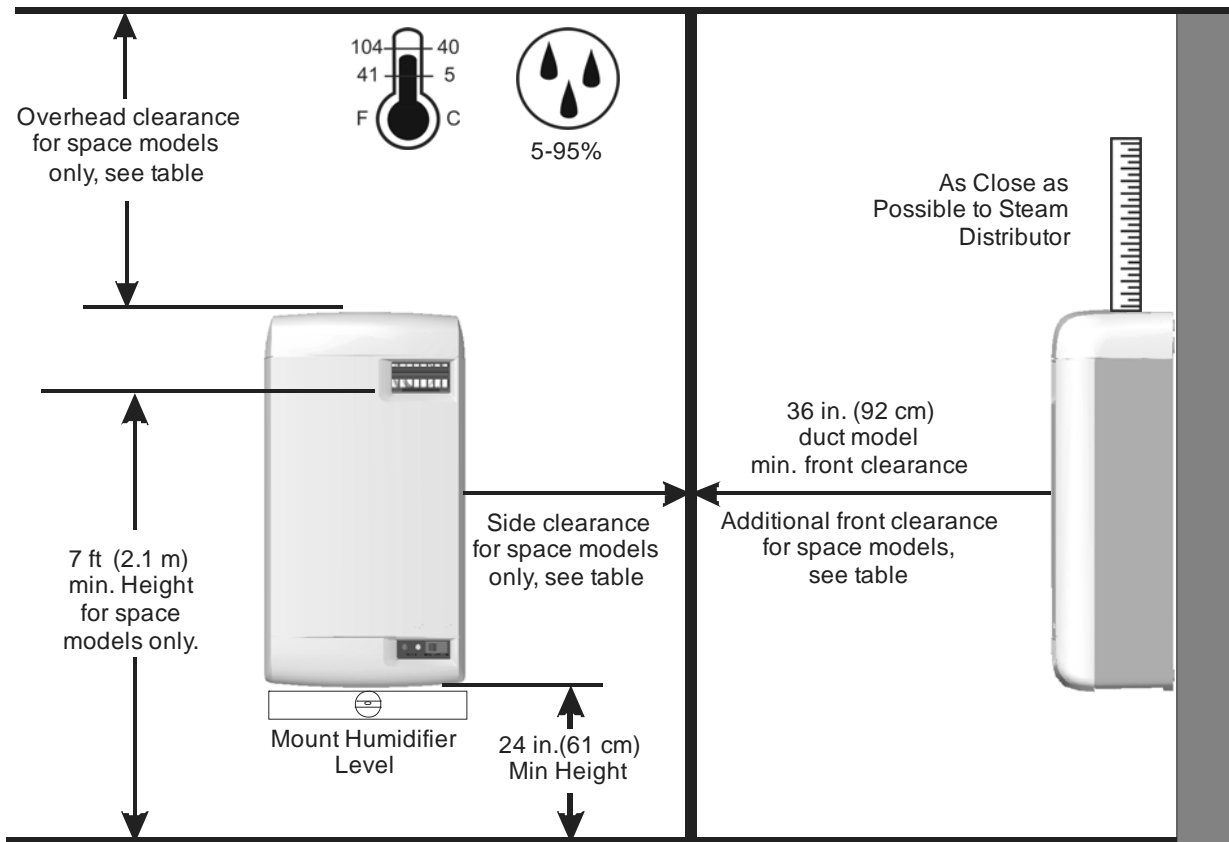 Overhead clearance
for space models
only, see table
104 40
41 5
F C
5-95%
As Close as
Possible to Steam
Distributor
36 in. (92 cm)
duct model
min. front clearance
Additional front clearance
for space models,
see table
Side clearance
for space models
only, see table
7 ft (2.1 m)
min. Height
for space
models only.
Mount Humidifier
Level
24 in.(61 cm)
Min Height